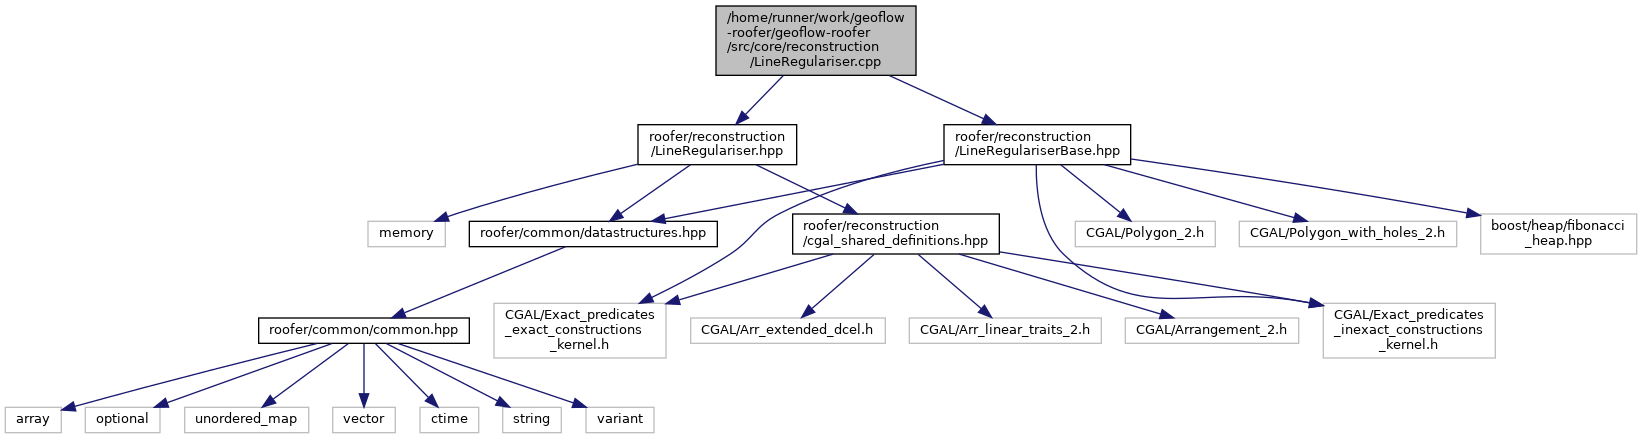 /home/runner/work/geoflow
-roofer/geoflow-roofer
/src/core/reconstruction
/LineRegulariser.cpp
roofer/reconstruction
/LineRegulariser.hpp
roofer/reconstruction
/LineRegulariserBase.hpp
memory
roofer/common/datastructures.hpp
roofer/reconstruction
/cgal_shared_definitions.hpp
CGAL/Polygon_2.h
CGAL/Polygon_with_holes_2.h
boost/heap/fibonacci
_heap.hpp
roofer/common/common.hpp
CGAL/Exact_predicates
_exact_constructions
_kernel.h
CGAL/Arr_extended_dcel.h
CGAL/Arr_linear_traits_2.h
CGAL/Arrangement_2.h
CGAL/Exact_predicates
_inexact_constructions
_kernel.h
array
optional
unordered_map
vector
ctime
string
variant